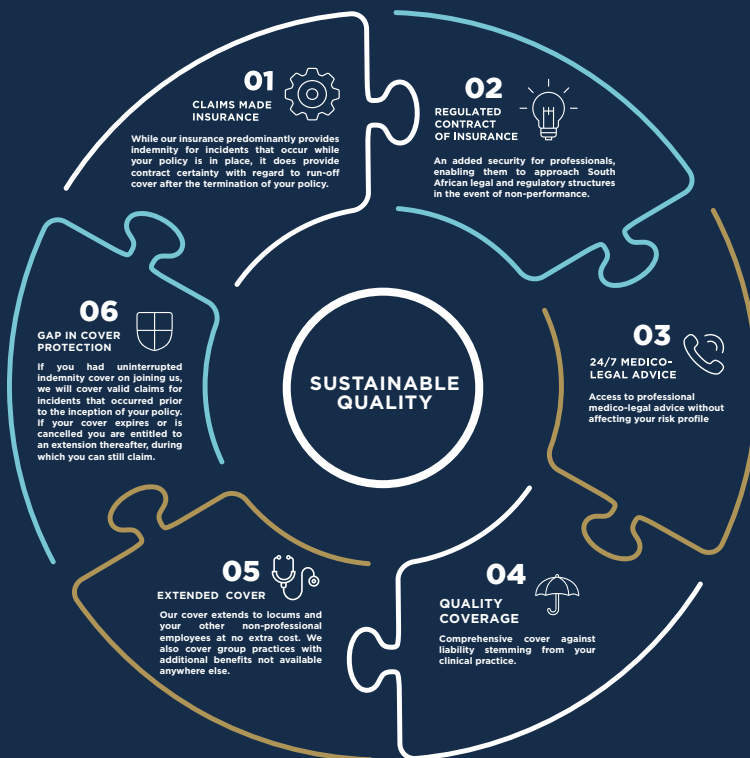 01
CLAIMS MADE
INSURANCE
While our insurance predominantly provides
indemnity for incidents that occur while
your policy is in place, it does provide
contract certainty with regard to run-off
cover after the termination of your policy.
02
REGULATED
CONTRACT
OF INSURANCE
An added security for professionals,
enabling them to approach South
African legal and regulatory structures
in the event of non-performance.
03
24/7 MEDICO-
LEGAL ADVICE
Access to professional
medico-legal advice without
affecting your risk profile
04
QUALITY
COVERAGE
Comprehensive cover against
liability stemming from your
clinical practice.
05
EXTENDED COVER
Our cover extends to locums and
your other non-professional
employees at no extra cost. We
also cover group practices with
additional benefits not available
anywhere else.
06
GAP IN COVER
PROTECTION
If you had uninterrupted
indemnity cover on joining us,
we will cover valid claims for
incidents that occurred prior
to the inception of your policy.
If your cover expires or is
cancelled you are entitled to
an extension thereafter, during
which you can still claim.
SUSTAINABLE
QUALITY